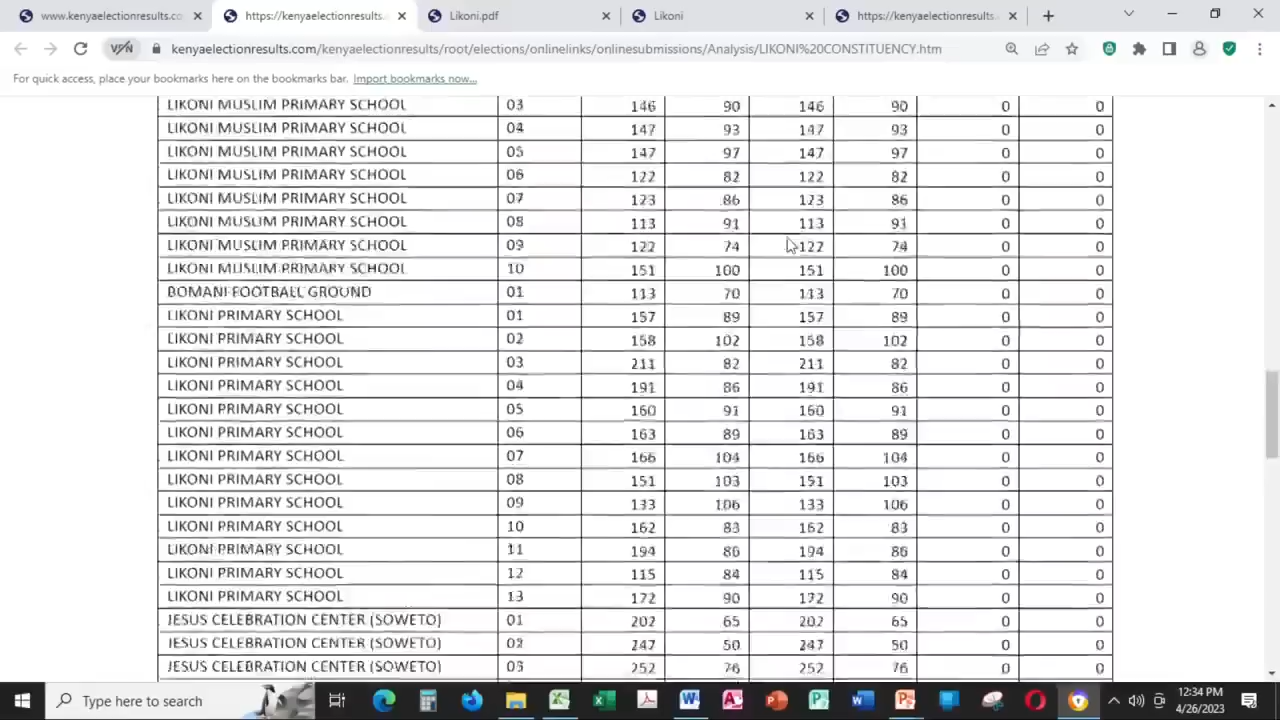 www.kenyaelectionresults.co https://kenyaelectionresults. Likoni.pdf Likoni https://kenyaelectionresults.
VPN kenyaelectionresults.com/kenyaelectionresults/root/elections/onlinelinks/onlinesubmissions/Analysis/LIKONI%20CONSTITUENCY.htm
For quick access, place your bookmarks here on the bookmarks bar. Import bookmarks now...
LIKONI MUSLIM PRIMARY SCHOOL 03 146 90 146 90 0 0
LIKONI MUSLIM PRIMARY SCHOOL 04 147 93 147 93 0 0
LIKONI MUSLIM PRIMARY SCHOOL 05 147 97 147 97 0 0
LIKONI MUSLIM PRIMARY SCHOOL 06 122 82 122 82 0 0
LIKONI MUSLIM PRIMARY SCHOOL 07 123 86 123 86 0 0
LIKONI MUSLIM PRIMARY SCHOOL 08 113 91 113 91 0 0
LIKONI MUSLIM PRIMARY SCHOOL 09 122 74 122 74 0 0
LIKONI MUSLIM PRIMARY SCHOOL 10 151 100 151 100 0 0
BOMANI FOOTBALL GROUND 01 113 70 113 70 0 0
LIKONI PRIMARY SCHOOL 01 157 89 157 89 0 0
LIKONI PRIMARY SCHOOL 02 158 102 158 102 0 0
LIKONI PRIMARY SCHOOL 03 211 82 211 82 0 0
LIKONI PRIMARY SCHOOL 04 191 86 191 86 0 0
LIKONI PRIMARY SCHOOL 05 160 91 160 91 0 0
LIKONI PRIMARY SCHOOL 06 163 89 163 89 0 0
LIKONI PRIMARY SCHOOL 07 166 104 166 104 0 0
LIKONI PRIMARY SCHOOL 08 151 103 151 103 0 0
LIKONI PRIMARY SCHOOL 09 133 106 133 106 0 0
LIKONI PRIMARY SCHOOL 10 162 83 162 83 0 0
LIKONI PRIMARY SCHOOL 11 194 86 194 86 0 0
LIKONI PRIMARY SCHOOL 12 115 84 115 84 0 0
LIKONI PRIMARY SCHOOL 13 172 90 172 90 0 0
JESUS CELEBRATION CENTER (SOWETO) 01 202 65 202 65 0 0
JESUS CELEBRATION CENTER (SOWETO) 02 247 50 247 50 0 0
JESUS CELEBRATION CENTER (SOWETO) 03 252 76 252 76 0 0
Type here to search
12:34 PM
4/26/2023